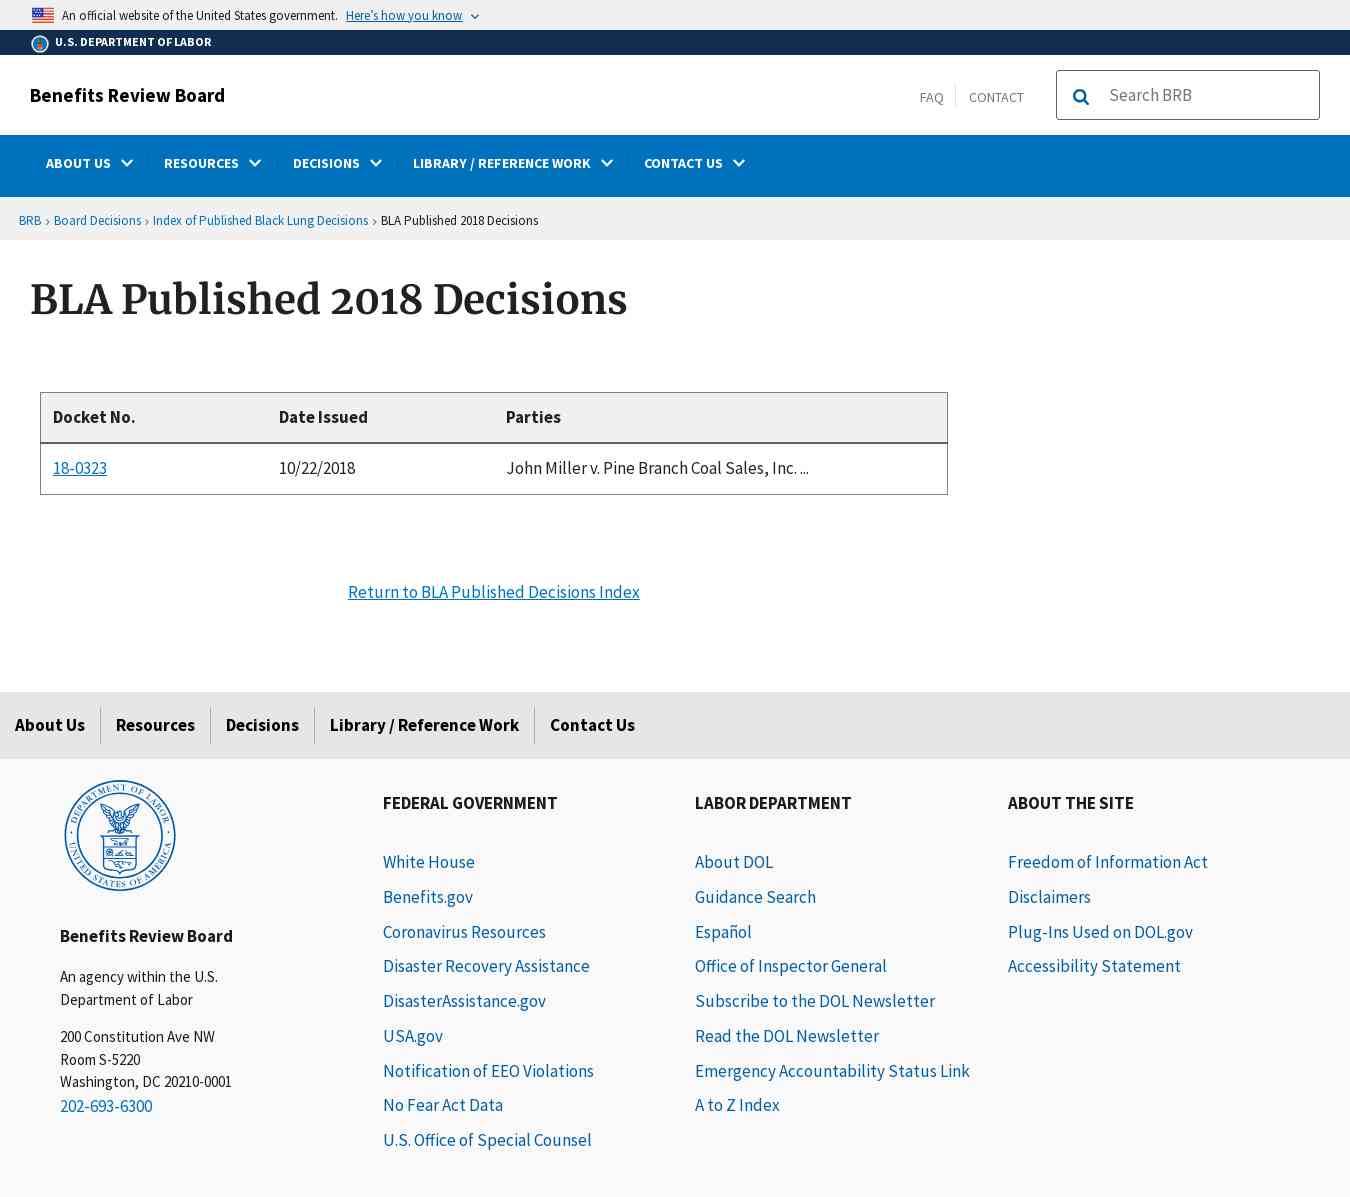 An official website of the United States government. Here's how you know
U.S. DEPARTMENT OF LABOR
Benefits Review Board
FAQ
CONTACT
Search BRB
ABOUT US
RESOURCES
DECISIONS
LIBRARY / REFERENCE WORK
CONTACT US
BRB › Board Decisions › Index of Published Black Lung Decisions › BLA Published 2018 Decisions
BLA Published 2018 Decisions
Docket No. Date Issued Parties
18-0323 10/22/2018 John Miller v. Pine Branch Coal Sales, Inc. ...
Return to BLA Published Decisions Index
About Us
Resources
Decisions
Library / Reference Work
Contact Us
DEPARTMENT OF LABOR
UNITED STATES OF AMERICA
Benefits Review Board
An agency within the U.S.
Department of Labor
200 Constitution Ave NW
Room S-5220
Washington, DC 20210-0001
202-693-6300
FEDERAL GOVERNMENT
White House
Benefits.gov
Coronavirus Resources
Disaster Recovery Assistance
DisasterAssistance.gov
USA.gov
Notification of EEO Violations
No Fear Act Data
U.S. Office of Special Counsel
LABOR DEPARTMENT
About DOL
Guidance Search
Español
Office of Inspector General
Subscribe to the DOL Newsletter
Read the DOL Newsletter
Emergency Accountability Status Link
A to Z Index
ABOUT THE SITE
Freedom of Information Act
Disclaimers
Plug-Ins Used on DOL.gov
Accessibility Statement